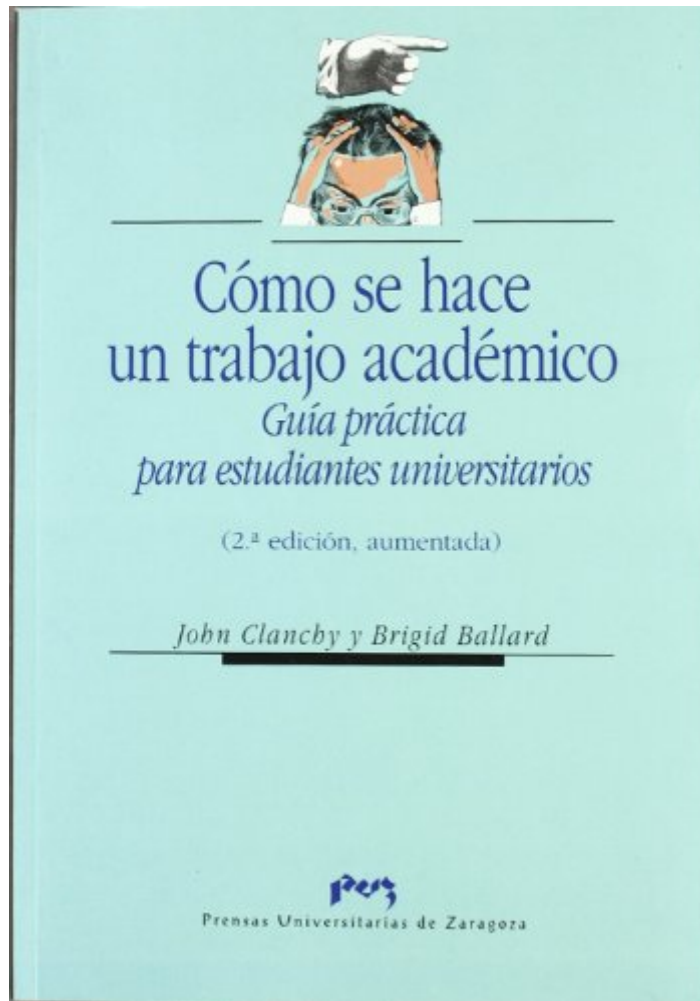 Cómo se hace
un trabajo académico
Guía práctica
para estudiantes universitarios
(2.ª edición, aumentada)
John Clanchy y Brigid Ballard
puz
Prensas Universitarias de Zaragoza